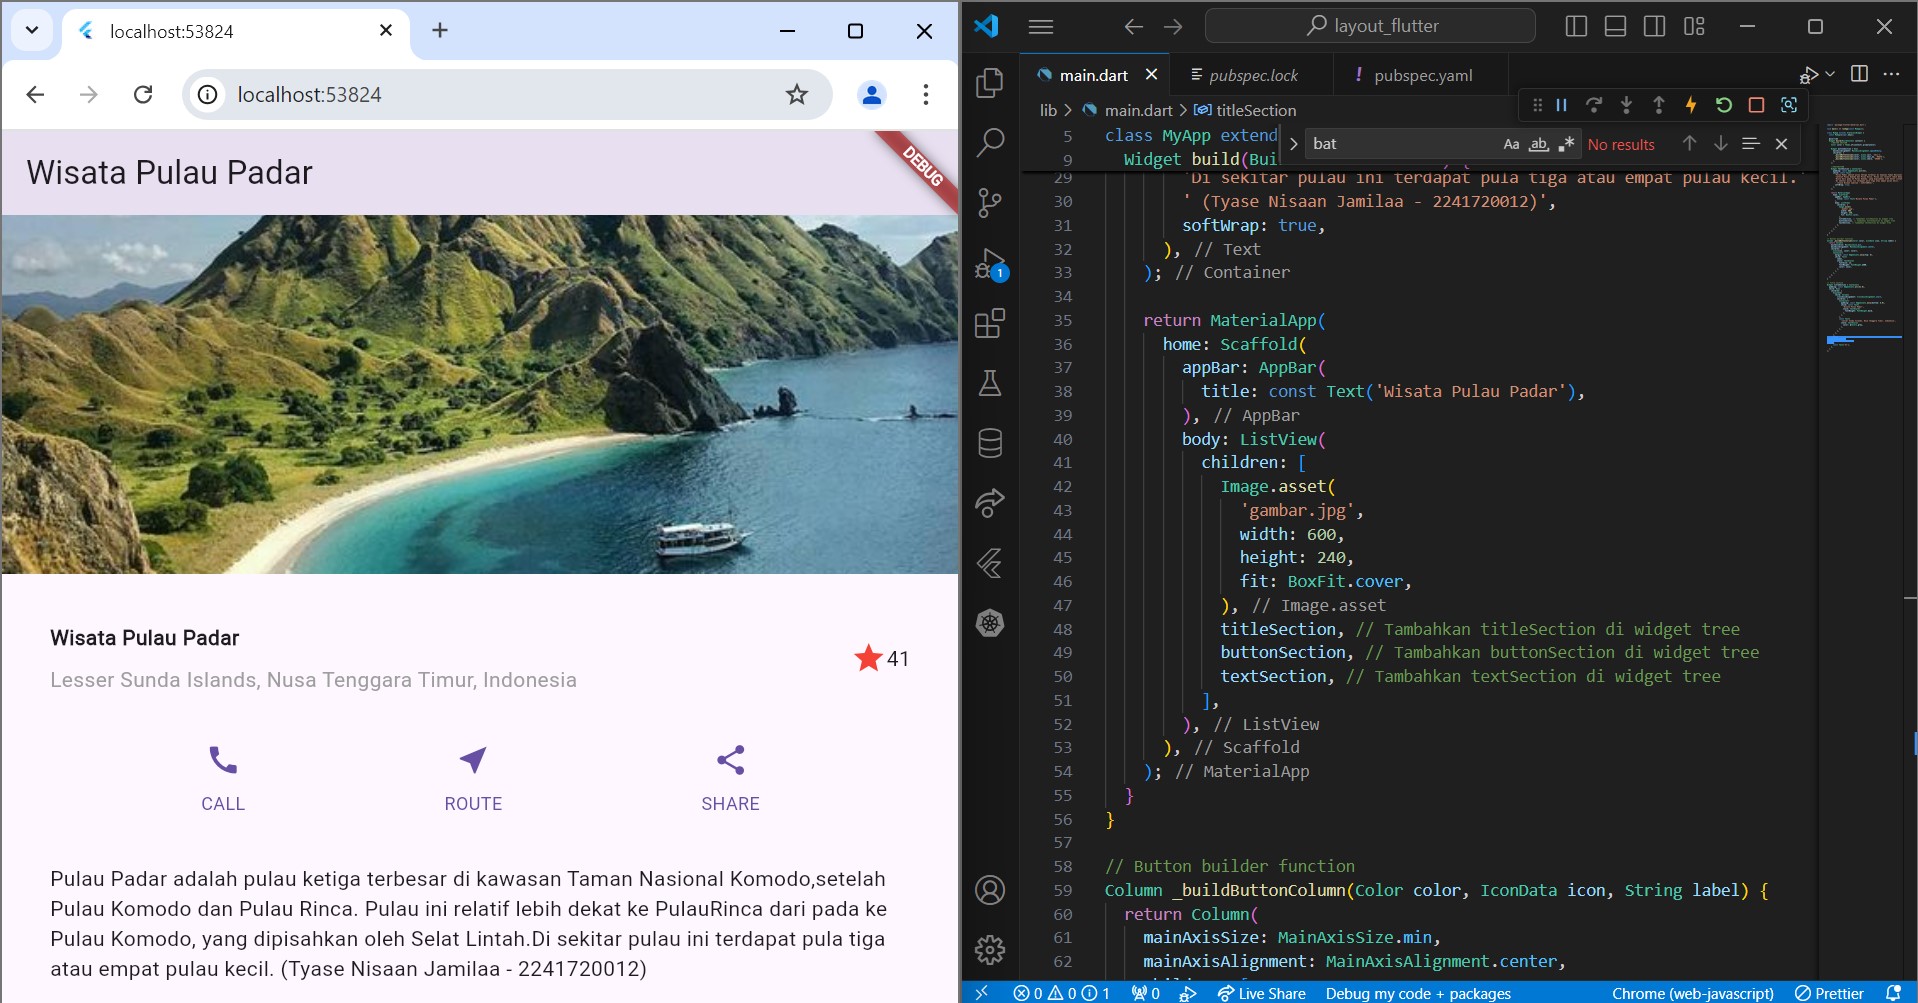 localhost:53824
localhost:53824
Wisata Pulau Padar
DEBUG
Wisata Pulau Padar
Lesser Sunda Islands, Nusa Tenggara Timur, Indonesia
41
CALL
ROUTE
SHARE
Pulau Padar adalah pulau ketiga terbesar di kawasan Taman Nasional Komodo,setelah
Pulau Komodo dan Pulau Rinca. Pulau ini relatif lebih dekat ke PulauRinca dari pada ke
Pulau Komodo, yang dipisahkan oleh Selat Lintah.Di sekitar pulau ini terdapat pula tiga
atau empat pulau kecil. (Tyase Nisaan Jamilaa - 2241720012)
layout_flutter
main.dart
pubspec.lock
! pubspec.yaml
lib > main.dart > titleSection
bat
Aa ab .*
No results
1
5 class MyApp extend
9 Widget build(Bui
29 'Di sekitar pulau ini terdapat pula tiga atau empat pulau kecil.'
30 ' (Tyase Nisaan Jamilaa - 2241720012)',
31 softWrap: true,
32 ), // Text
33 ); // Container
34
35 return MaterialApp(
36 home: Scaffold(
37 appBar: AppBar(
38 title: const Text('Wisata Pulau Padar'),
39 ), // AppBar
40 body: ListView(
41 children: [
42 Image.asset(
43 'gambar.jpg',
44 width: 600,
45 height: 240,
46 fit: BoxFit.cover,
47 ), // Image.asset
48 titleSection, // Tambahkan titleSection di widget tree
49 buttonSection, // Tambahkan buttonSection di widget tree
50 textSection, // Tambahkan textSection di widget tree
51 ],
52 ), // ListView
53 ), // Scaffold
54 ); // MaterialApp
55 }
56 }
57
58 // Button builder function
59 Column _buildButtonColumn(Color color, IconData icon, String label) {
60 return Column(
61 mainAxisSize: MainAxisSize.min,
62 mainAxisAlignment: MainAxisAlignment.center,
0 0 1 0 Live Share Debug my code + packages Chrome (web-javascript) Prettier